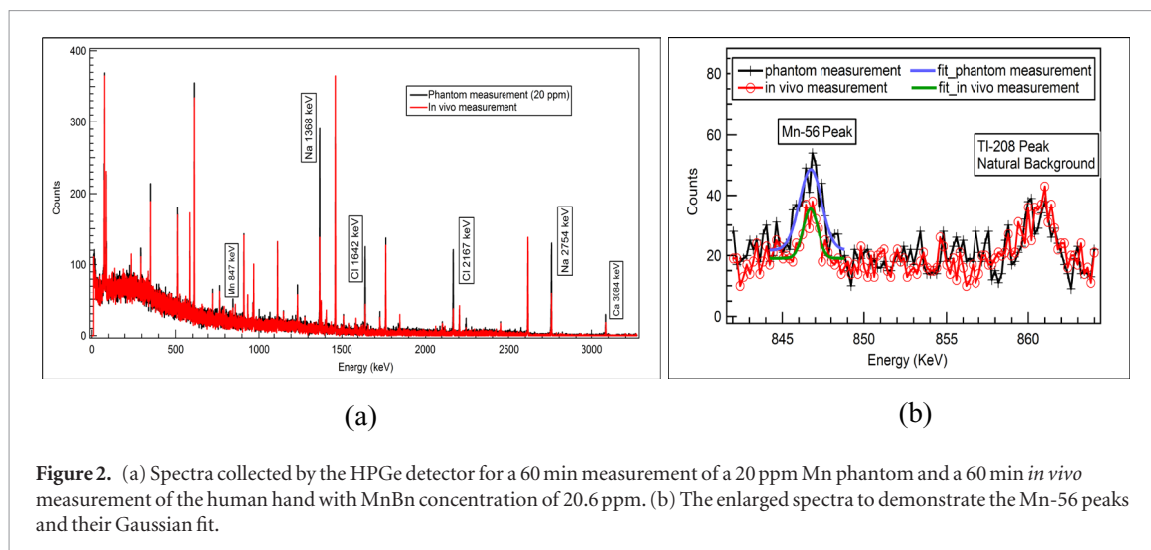 400
300
200
100
0
Counts
Phantom measurement (20 ppm)
In vivo measurement
Mn 847 keV
Na 1368 keV
Cl 1642 keV
Cl 2167 keV
Na 2754 keV
Ca 3084 keV
0 500 1000 1500 2000 2500 3000
Energy (keV)
(a)
80
60
40
20
0
Counts
phantom measurement
fit_phantom measurement
in vivo measurement
fit_in vivo measurement
Mn-56 Peak
Tl-208 Peak
Natural Background
845 850 855 860
Energy (KeV)
(b)
Figure 2. (a) Spectra collected by the HPGe detector for a 60 min measurement of a 20 ppm Mn phantom and a 60 min in vivo
measurement of the human hand with MnBn concentration of 20.6 ppm. (b) The enlarged spectra to demonstrate the Mn-56 peaks
and their Gaussian fit.